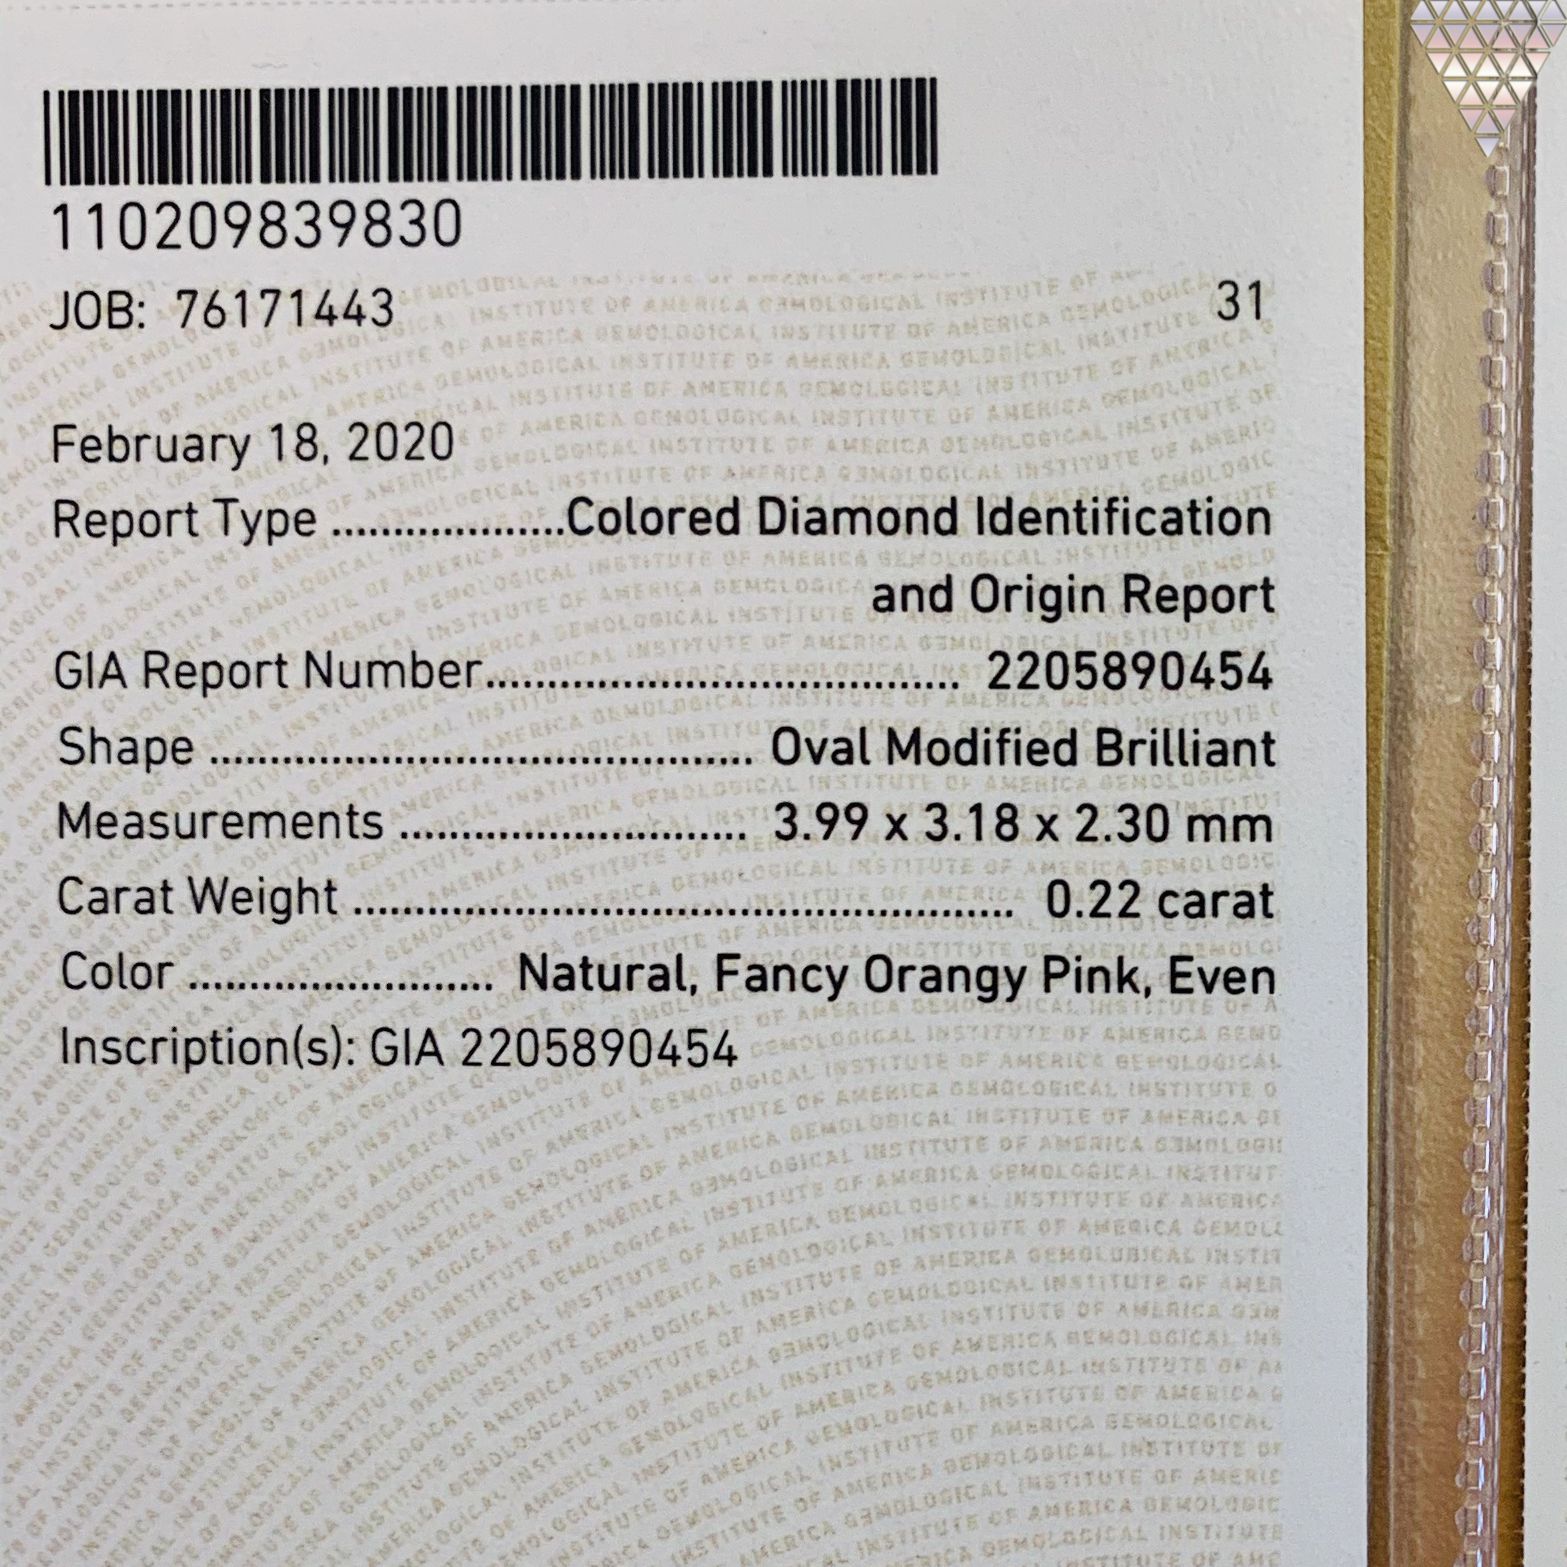 110209839830
JOB: 76171443 31
February 18, 2020
Report Type ...................Colored Diamond Identification
and Origin Report
GIA Report Number..................................... 2205890454
Shape ............................................ Oval Modified Brilliant
Measurements ............................ 3.99 x 3.18 x 2.30 mm
Carat Weight ..................................................... 0.22 carat
Color ........................ Natural, Fancy Orangy Pink, Even
Inscription(s): GIA 2205890454